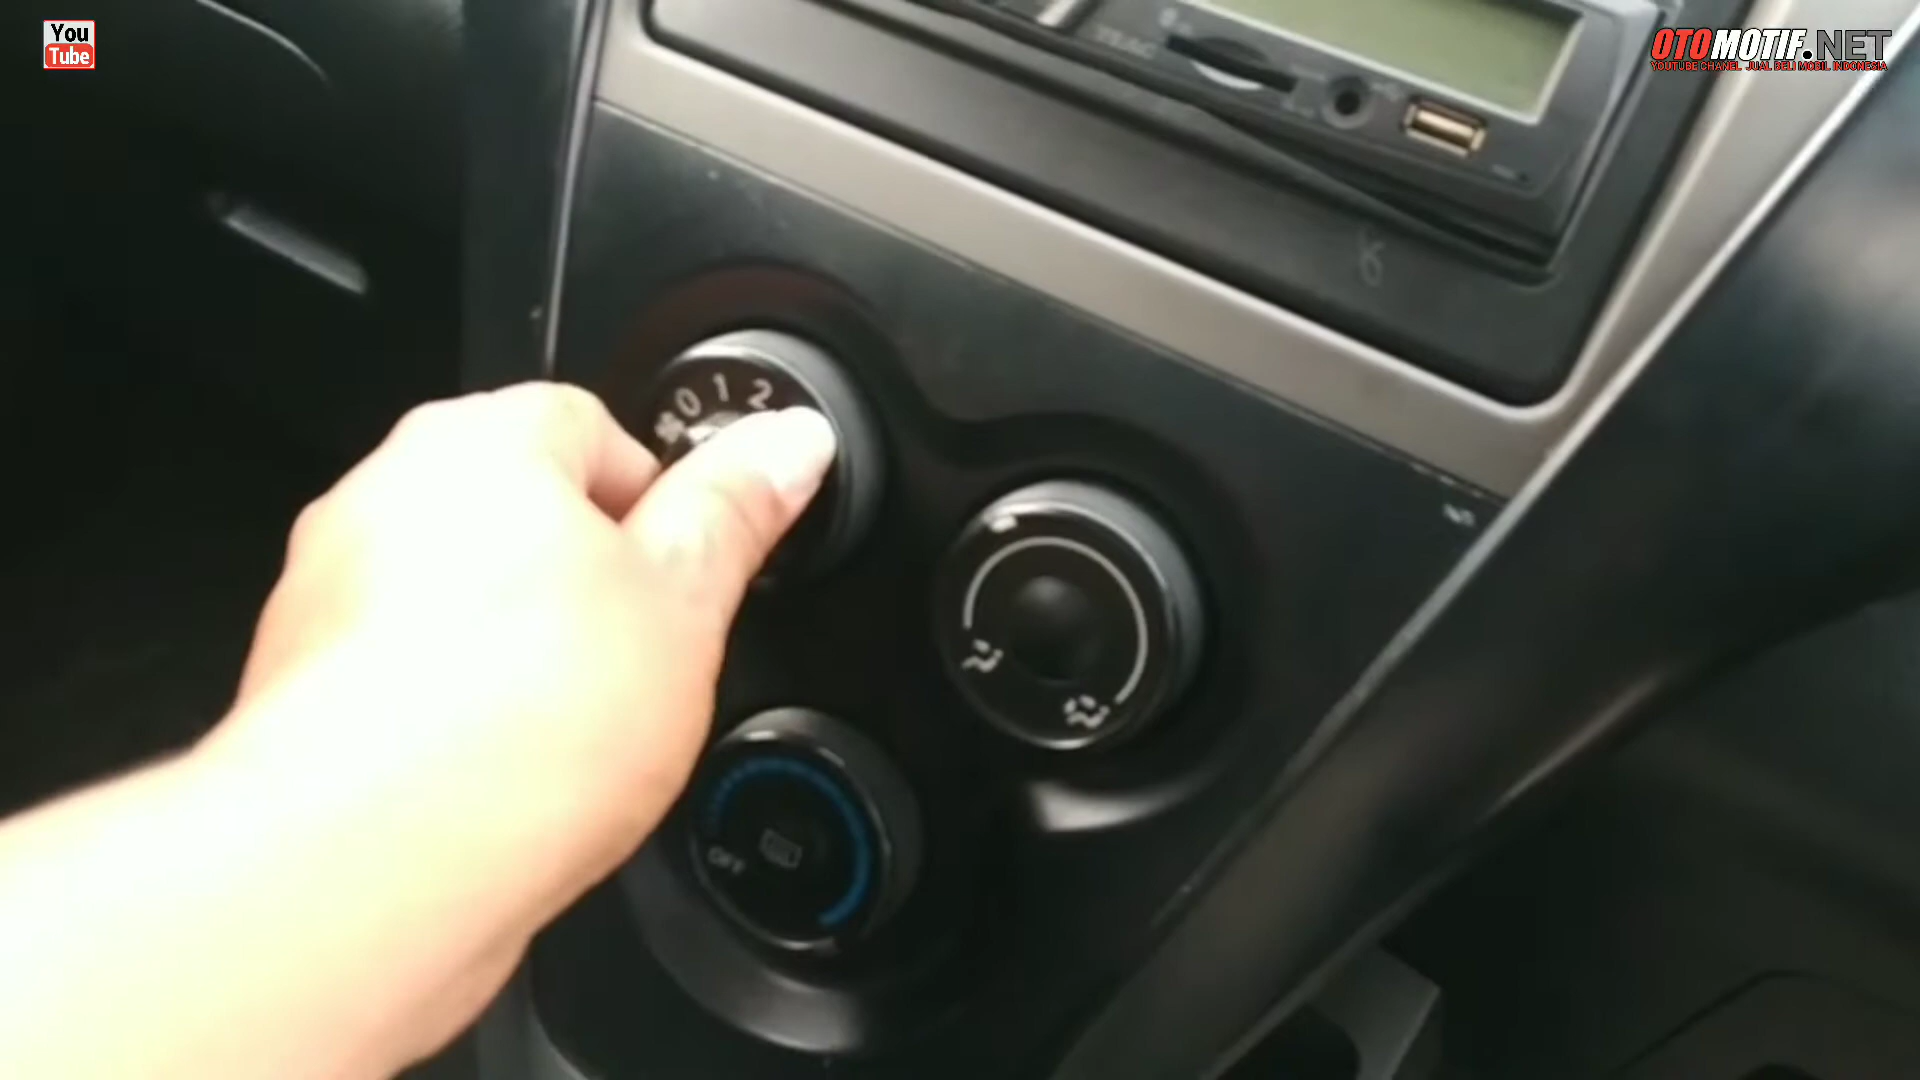 You
Tube
OTOMOTIF.NET
YOUTUBE CHANEL JUAL BELI MOBIL INDONESIA
0 1 2
OFF